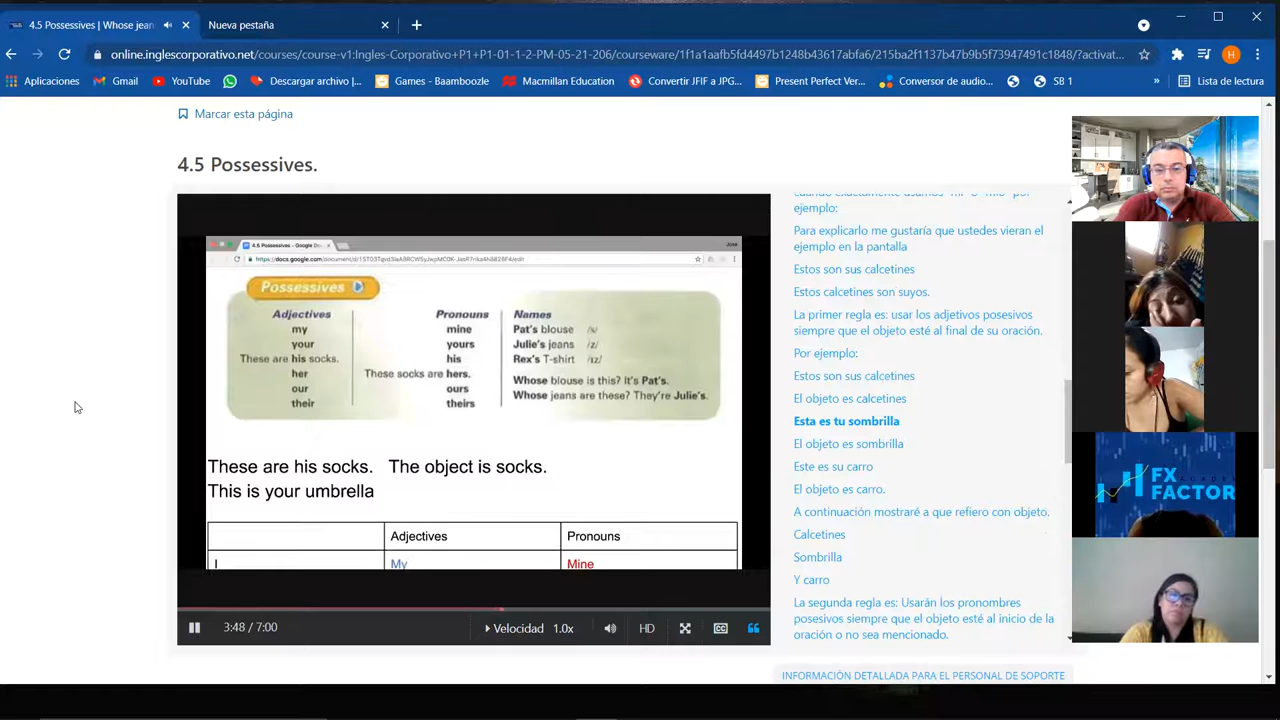 4.5 Possessives | Whose jean
Nueva pestaña
online.inglescorporativo.net/courses/course-v1:Ingles-Corporativo+P1+P1-01-1-2-PM-05-21-206/courseware/1f1a1aafb5fd4497b1248b43617abfa6/215ba2f1137b47b9b5f73947491c1848/?activat...
Aplicaciones
Gmail
YouTube
Descargar archivo |...
Games - Baamboozle
Macmillan Education
Convertir JFIF a JPG...
Present Perfect Ver...
Conversor de audio...
SB 1
»
Lista de lectura
Marcar esta página
4.5 Possessives.
4.5 Possessives - Google Do
Jose
Possessives
Adjectives
my
your
These are his socks.
her
our
their
Pronouns
mine
yours
his
These socks are hers.
ours
theirs
Names
Pat's blouse /s/
Julie's jeans /z/
Rex's T-shirt /ɪz/
Whose blouse is this? It's Pat's.
Whose jeans are these? They're Julie's.
These are his socks. The object is socks.
This is your umbrella
Adjectives Pronouns
I My Mine
3:48 / 7:00
Velocidad 1.0x
HD
CC
ejemplo:
Para explicarlo me gustaría que ustedes vieran el
ejemplo en la pantalla
Estos son sus calcetines
Estos calcetines son suyos.
La primer regla es: usar los adjetivos posesivos
siempre que el objeto esté al final de su oración.
Por ejemplo:
Estos son sus calcetines
El objeto es calcetines
Esta es tu sombrilla
El objeto es sombrilla
Este es su carro
El objeto es carro.
A continuación mostraré a que refiero con objeto.
Calcetines
Sombrilla
Y carro
La segunda regla es: Usarán los pronombres
posesivos siempre que el objeto esté al inicio de la
oración o no sea mencionado.
INFORMACIÓN DETALLADA PARA EL PERSONAL DE SOPORTE
FX
FACTOR
H